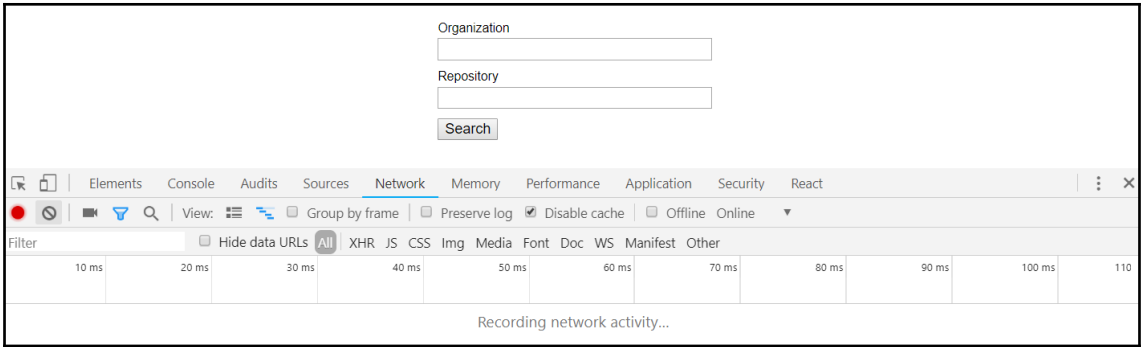 Organization
Repository
Search
Elements Console Audits Sources Network Memory Performance Application Security React
View: Group by frame Preserve log Disable cache Offline Online
Filter Hide data URLs All XHR JS CSS Img Media Font Doc WS Manifest Other
10 ms 20 ms 30 ms 40 ms 50 ms 60 ms 70 ms 80 ms 90 ms 100 ms 110
Recording network activity...